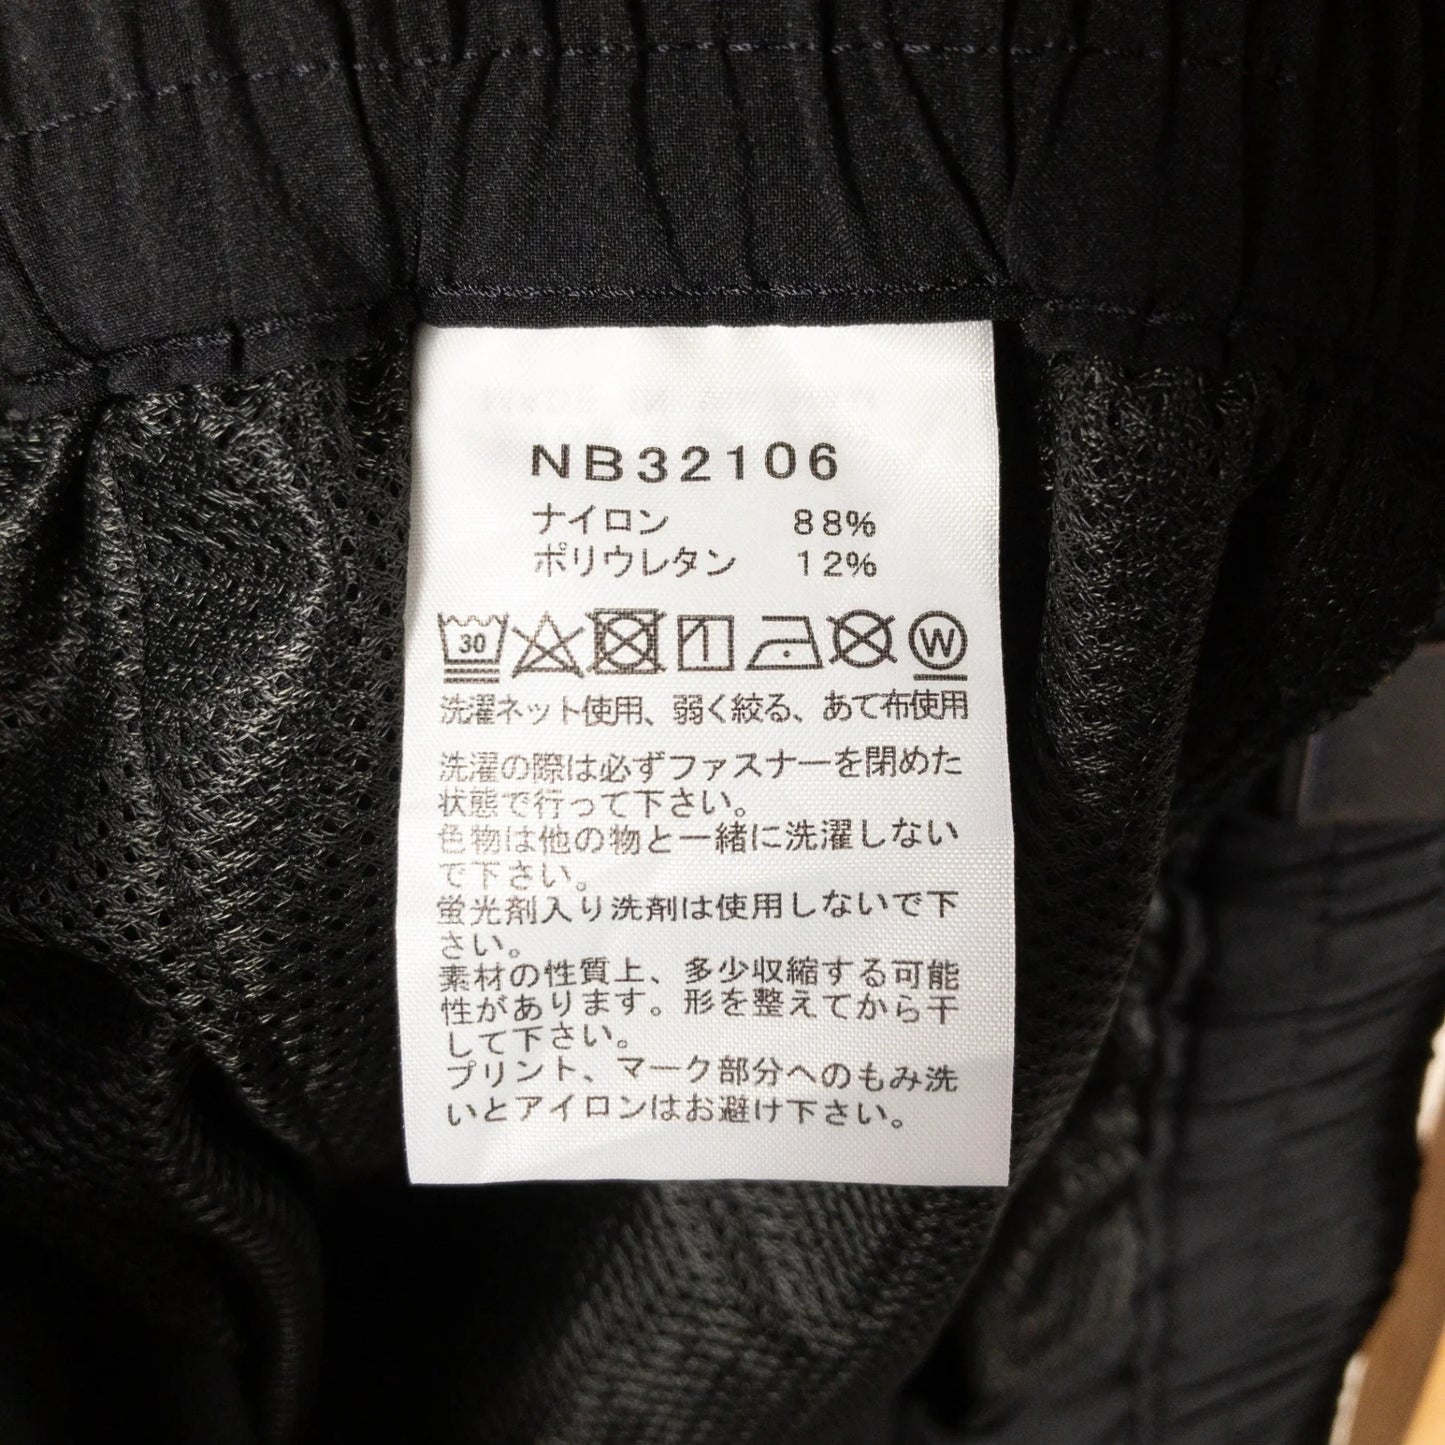 NB32106
ナイロン 88%
ポリウレタン 12%
30 W
洗濯ネット使用、弱く絞る、あて布使用
洗濯の際は必ずファスナーを閉めた
状態で行って下さい。
色物は他の物と一緒に洗濯しない
で下さい。
蛍光剤入り洗剤は使用しないで下
さい。
素材の性質上、多少収縮する可能
性があります。形を整えてから干
して下さい。
プリント、マーク部分へのもみ洗
いとアイロンはお避け下さい。